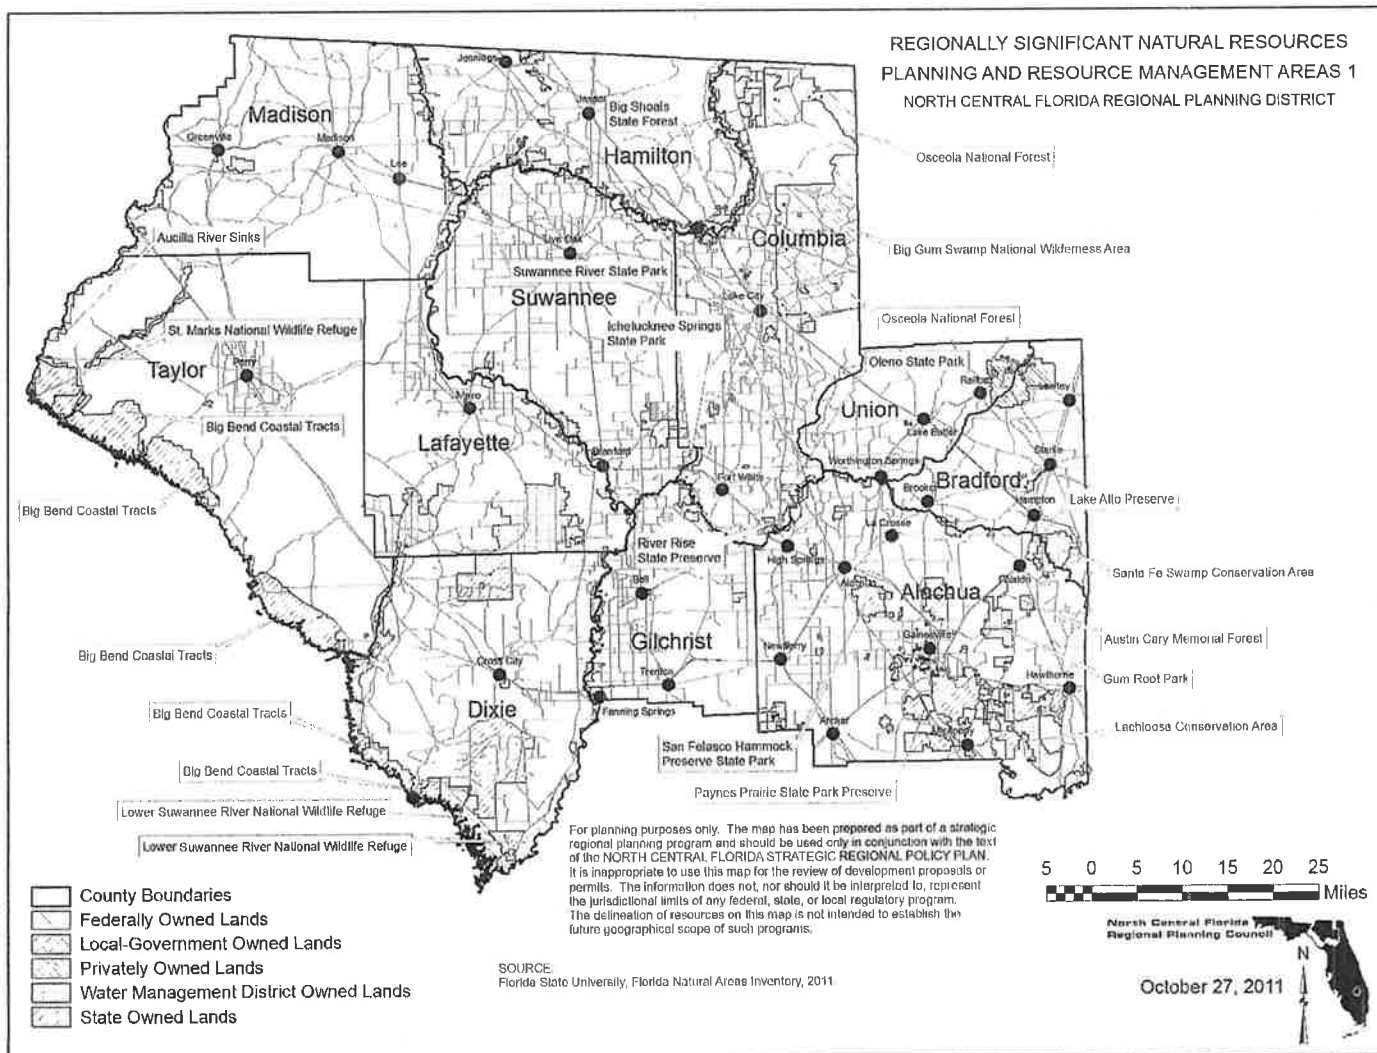 REGIONALLY SIGNIFICANT NATURAL RESOURCES
PLANNING AND RESOURCE MANAGEMENT AREAS 1
NORTH CENTRAL FLORIDA REGIONAL PLANNING DISTRICT
Jennings
Jasper
Big Shoals
State Forest
Hamilton
Madison
Greenville
Madison
Lee
Osceola National Forest
Aucilla River Sinks
Live Oak
Columbia
Big Gum Swamp National Wilderness Area
Suwannee River State Park
Suwannee
Lake City
Ichetucknee Springs
State Park
Osceola National Forest
St. Marks National Wildlife Refuge
Taylor
Perry
Oleno State Park
Raiford
Lawtey
Mayo
Union
Lake Butler
Big Bend Coastal Tracts
Lafayette
Branford
Worthington Springs
Starke
Fort White
Brooker
Bradford
Hampton
Lake Alto Preserve
Big Bend Coastal Tracts
La Crosse
River Rise
State Preserve
High Springs
Bell
Alachua
Waldo
Santa Fe Swamp Conservation Area
Alachua
Gilchrist
Gainesville
Austin Cary Memorial Forest
Big Bend Coastal Tracts
Cross City
Newberry
Trenton
Hawthorne
Gum Root Park
Dixie
Fanning Springs
Big Bend Coastal Tracts
Archer
Micanopy
Lochloosa Conservation Area
San Felasco Hammock
Preserve State Park
Big Bend Coastal Tracts
Paynes Prairie State Park Preserve
Lower Suwannee River National Wildlife Refuge
Lower Suwannee River National Wildlife Refuge
For planning purposes only. The map has been prepared as part of a strategic
regional planning program and should be used only in conjunction with the text
of the NORTH CENTRAL FLORIDA STRATEGIC REGIONAL POLICY PLAN.
It is inappropriate to use this map for the review of development proposals or
permits. The information does not, nor should it be interpreted to, represent
the jurisdictional limits of any federal, state, or local regulatory program.
The delineation of resources on this map is not intended to establish the
future geographical scope of such programs.
5 0 5 10 15 20 25
Miles
County Boundaries
Federally Owned Lands
Local-Government Owned Lands
Privately Owned Lands
Water Management District Owned Lands
State Owned Lands
SOURCE:
Florida State University, Florida Natural Areas Inventory, 2011.
North Central Florida
Regional Planning Council
N
October 27, 2011